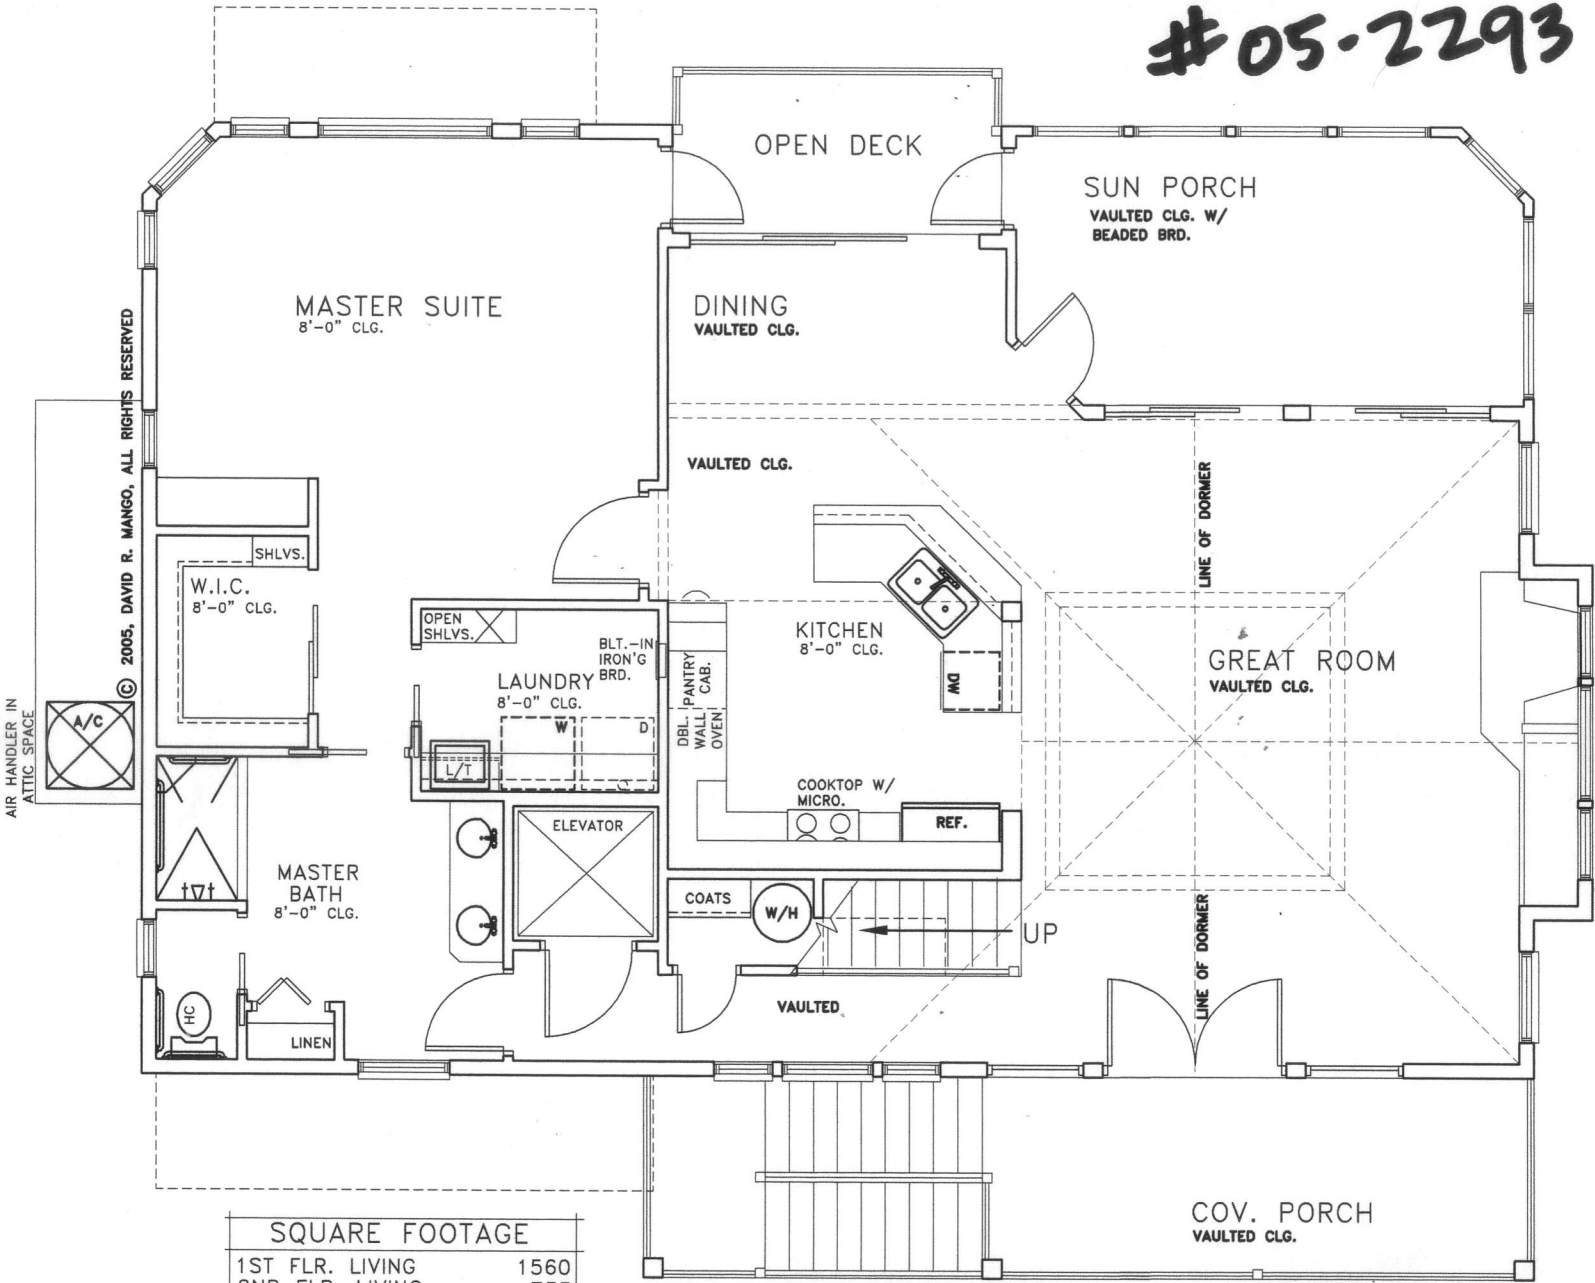 #05-2293
OPEN DECK
SUN PORCH
VAULTED CLG. W/
BEADED BRD.
MASTER SUITE
8'-0" CLG.
DINING
VAULTED CLG.
© 2005, DAVID R. MANGO, ALL RIGHTS RESERVED
VAULTED CLG.
LINE OF DORMER
SHLVS.
W.I.C.
8'-0" CLG.
OPEN
SHLVS.
BLT.-IN
IRON'G
BRD.
LAUNDRY
8'-0" CLG.
W
D
L/T
KITCHEN
8'-0" CLG.
PANTRY
CAB.
DBL.
WALL
OVEN
DW
GREAT ROOM
VAULTED CLG.
AIR HANDLER IN
ATTIC SPACE
A/C
COOKTOP W/
MICRO.
REF.
ELEVATOR
MASTER
BATH
8'-0" CLG.
COATS
W/H
UP
LINE OF DORMER
VAULTED
HC
LINEN
COV. PORCH
VAULTED CLG.
SQUARE FOOTAGE
1ST FLR. LIVING 1560